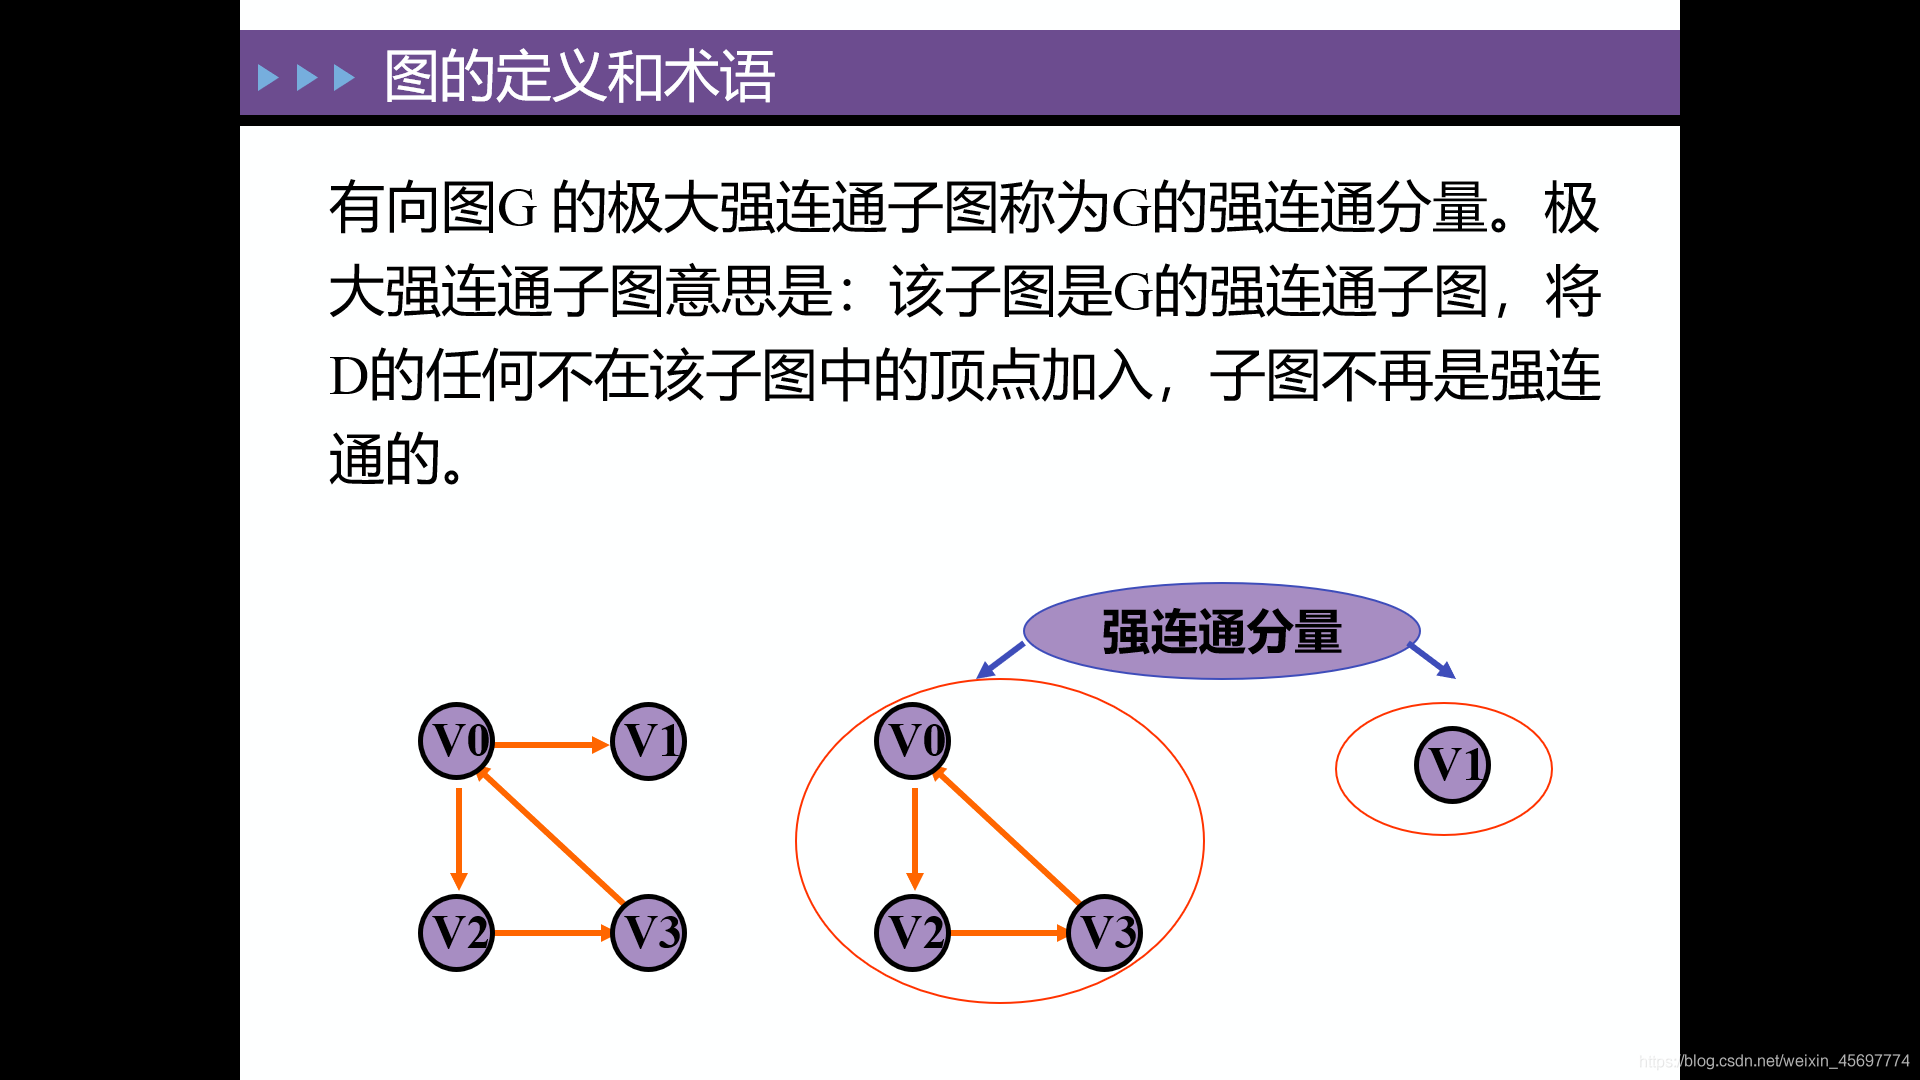 图的定义和术语
有向图G 的极大强连通子图称为G的强连通分量。极
大强连通子图意思是：该子图是G的强连通子图，将
D的任何不在该子图中的顶点加入，子图不再是强连
通的。
强连通分量
V0 V1 V0 V1
V2 V3 V2 V3
https://blog.csdn.net/weixin_45697774